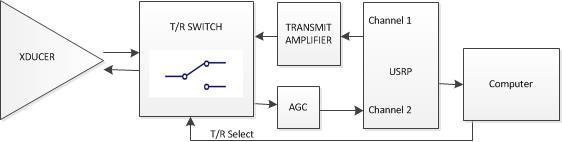 XDUCER
T/R SWITCH
TRANSMIT
AMPLIFIER
Channel 1
USRP
Channel 2
AGC
Computer
T/R Select